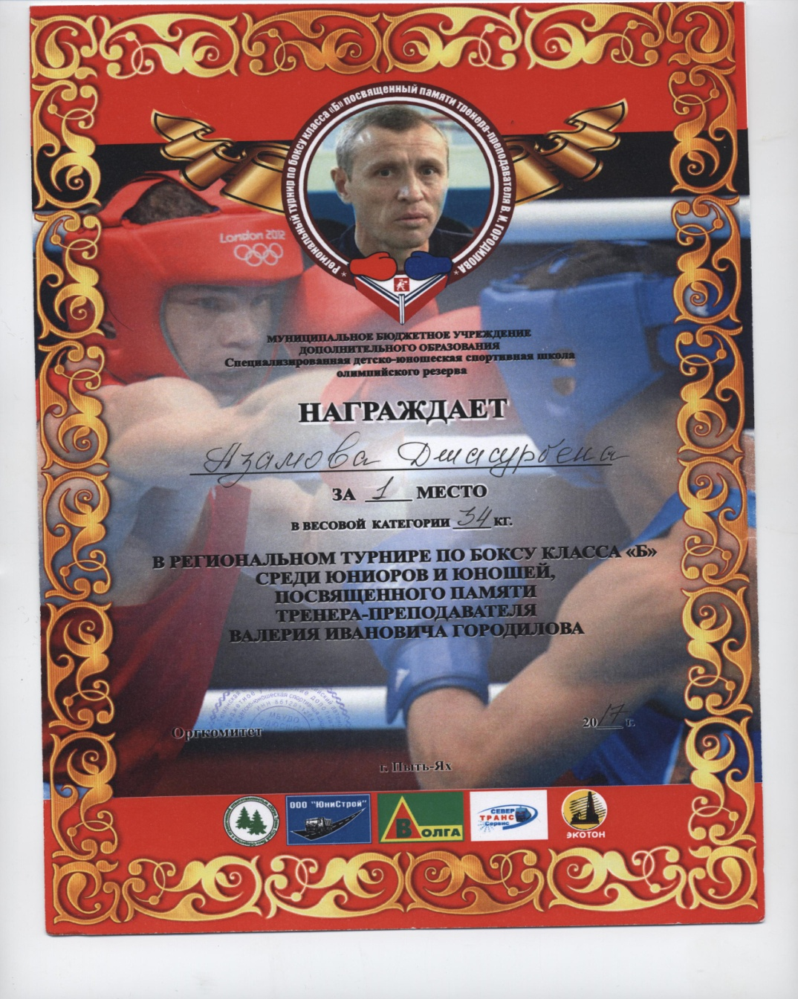 * Региональный турнир по боксу класса «Б» посвященный памяти тренера-преподавателя В. И. ГОРОДИЛОВА *
London 2012
МУНИЦИПАЛЬНОЕ БЮДЖЕТНОЕ УЧРЕЖДЕНИЕ
ДОПОЛНИТЕЛЬНОГО ОБРАЗОВАНИЯ
Специализированная детско-юношеская спортивная школа
олимпийского резерва
НАГРАЖДАЕТ
Азамова
ЗА 1 МЕСТО
В ВЕСОВОЙ КАТЕГОРИИ 34 КГ.
В РЕГИОНАЛЬНОМ ТУРНИРЕ ПО БОКСУ КЛАССА «Б»
СРЕДИ ЮНИОРОВ И ЮНОШЕЙ,
ПОСВЯЩЕННОГО ПАМЯТИ
ТРЕНЕРА-ПРЕПОДАВАТЕЛЯ
ВАЛЕРИЯ ИВАНОВИЧА ГОРОДИЛОВА
МБУДО
Оргкомитет
2017 г.
г. Пыть-Ях
ООО "ЮниСтрой"
ВОЛГА
СЕВЕР
ТРАНС
Сервис
ЭКОТОН